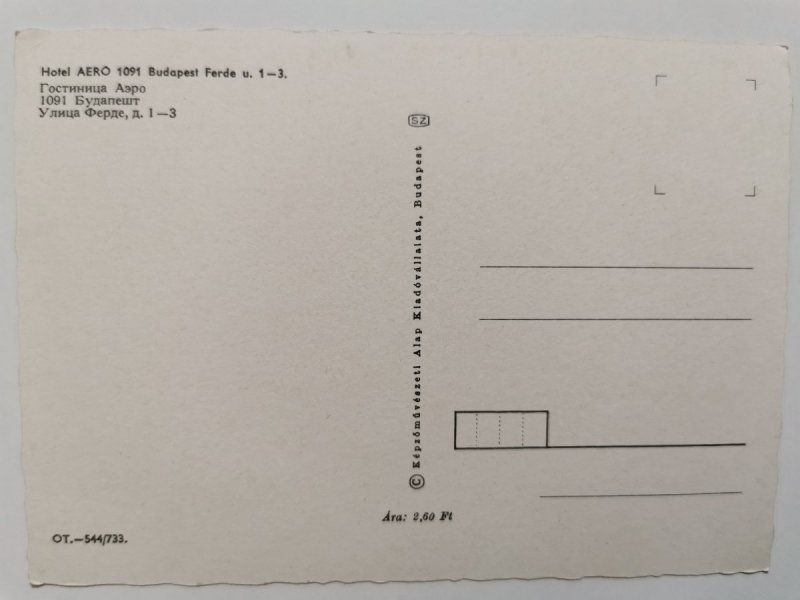 Hotel AERO 1091 Budapest Ferde u. 1—3.
Гостиница Аэро
1091 Будапешт
Улица Ферде, д. 1—3
SZ
© Képzőművészeti Alap Kiadóvállalata, Budapest
Ára: 2,60 Ft
OT.—544/733.